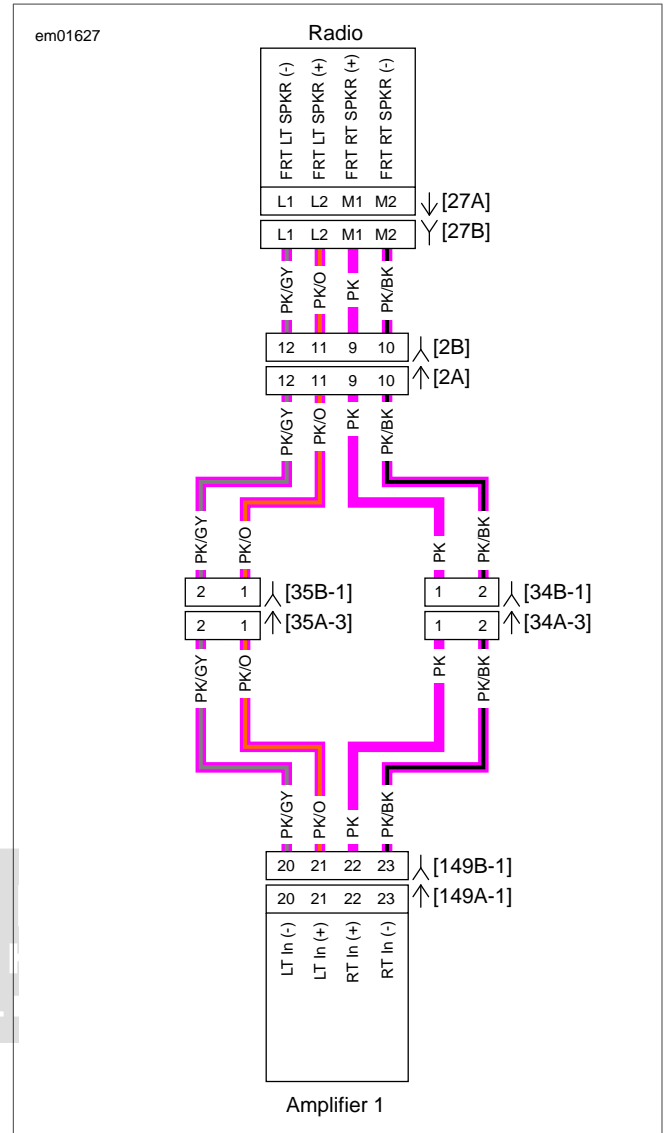 em01627
Radio
FRT LT SPKR (-)
FRT LT SPKR (+)
FRT RT SPKR (+)
FRT RT SPKR (-)
L1 L2 M1 M2 [27A]
L1 L2 M1 M2 [27B]
PK/GY PK/O PK PK/BK
12 11 9 10 [2B]
12 11 9 10 [2A]
PK/GY PK/O PK PK/BK
PK/GY PK/O PK PK/BK
2 1 [35B-1] 1 2 [34B-1]
2 1 [35A-3] 1 2 [34A-3]
PK/GY PK/O PK PK/BK
PK/GY PK/O PK PK/BK
20 21 22 23 [149B-1]
20 21 22 23 [149A-1]
LT In (-)
LT In (+)
RT In (+)
RT In (-)
Amplifier 1